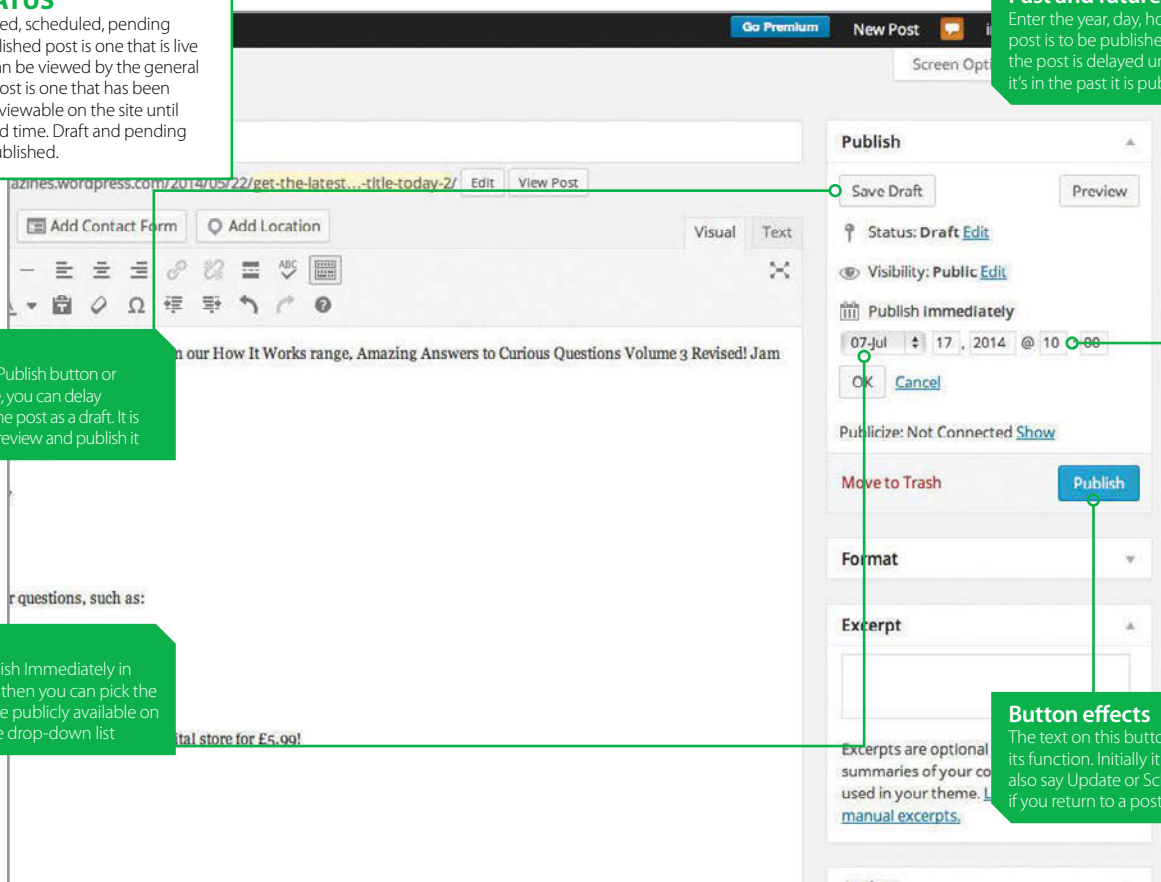 ed, scheduled, pending
lished post is one that is live
an be viewed by the general
ost is one that has been
viewable on the site until
d time. Draft and pending
ublished.
Go Premium New Post
Screen Opti
Enter the year, day, ho
post is to be publishe
the post is delayed un
it's in the past it is pub
azines.wordpress.com/2014/05/22/get-the-latest...-title-today-2/ Edit View Post
Add Contact Form Add Location
Visual Text
ABC
n our How It Works range, Amazing Answers to Curious Questions Volume 3 Revised! Jam
Publish button or
, you can delay
he post as a draft. It is
review and publish it
r questions, such as:
lish Immediately in
then you can pick the
e publicly available on
e drop-down list
ital store for £5.99!
Publish
Save Draft Preview
Status: Draft Edit
Visibility: Public Edit
Publish immediately
07-Jul 17 , 2014 @ 10 00
OK Cancel
Publicize: Not Connected Show
Move to Trash Publish
Format
Excerpt
Excerpts are optional
summaries of your co
used in your theme. L
manual excerpts.
Button effects
The text on this butto
its function. Initially it
also say Update or Sc
if you return to a post